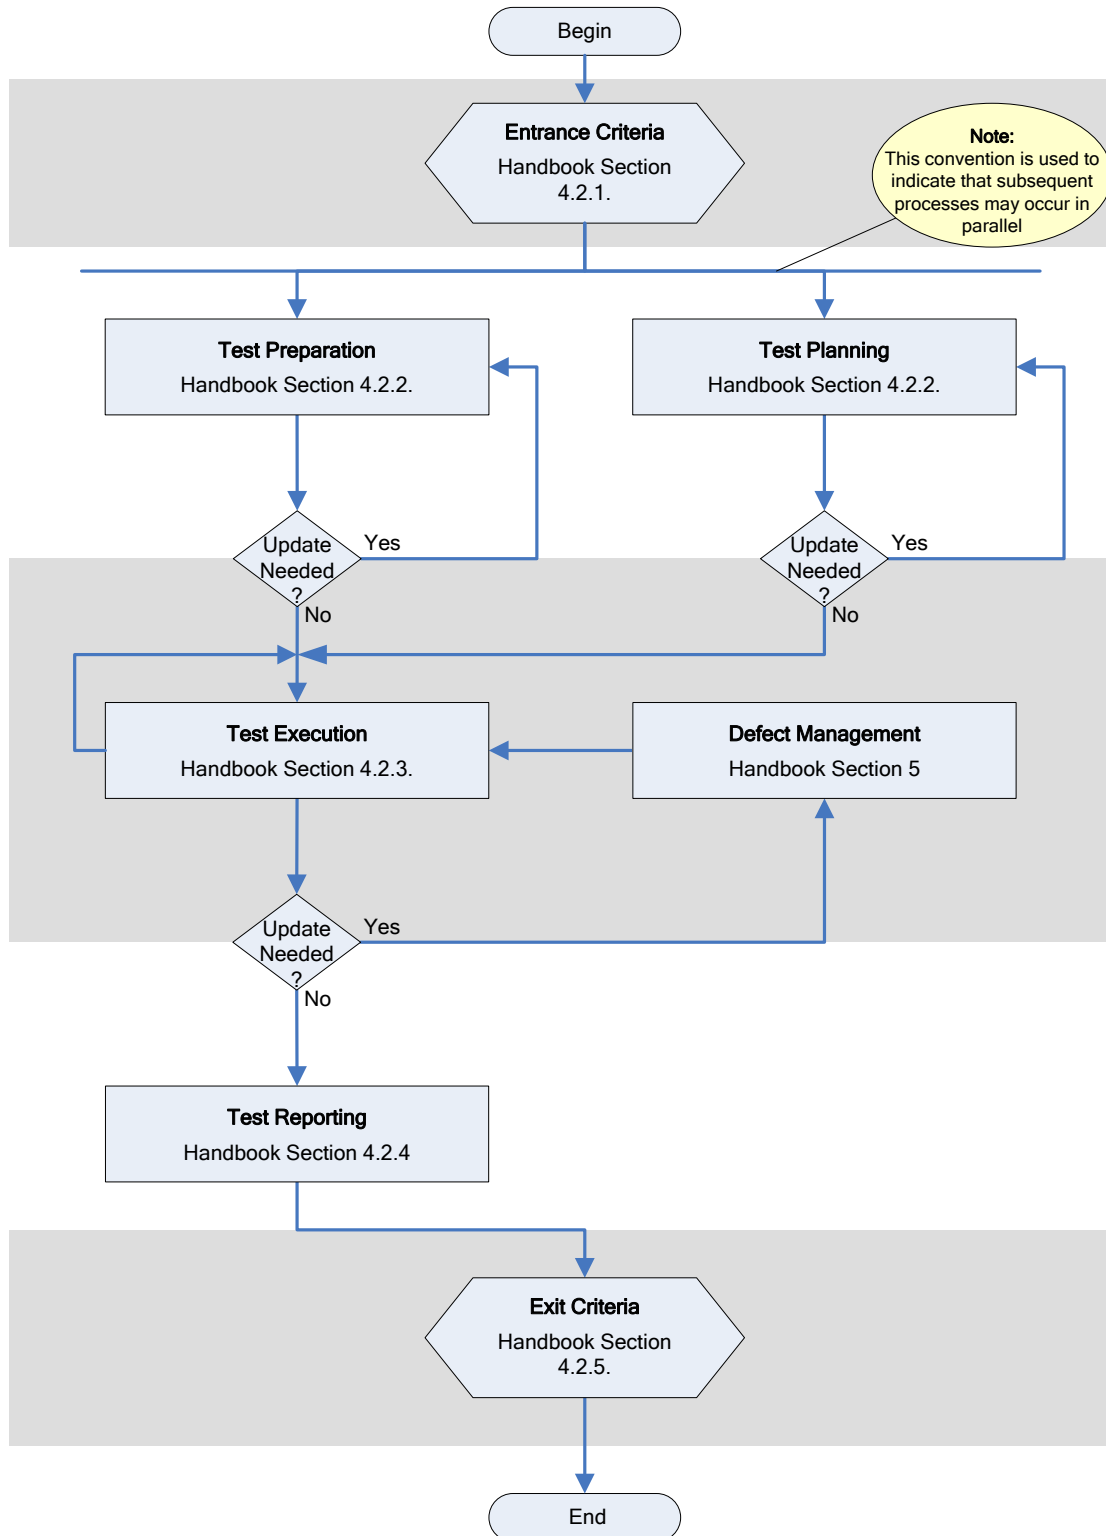 Begin
Entrance Criteria
Handbook Section
4.2.1.
Note:
This convention is used to
indicate that subsequent
processes may occur in
parallel
Test Preparation
Handbook Section 4.2.2.
Test Planning
Handbook Section 4.2.2.
Update
Needed
?
Yes
No
Update
Needed
?
Yes
No
Test Execution
Handbook Section 4.2.3.
Defect Management
Handbook Section 5
Update
Needed
?
Yes
No
Test Reporting
Handbook Section 4.2.4
Exit Criteria
Handbook Section
4.2.5.
End